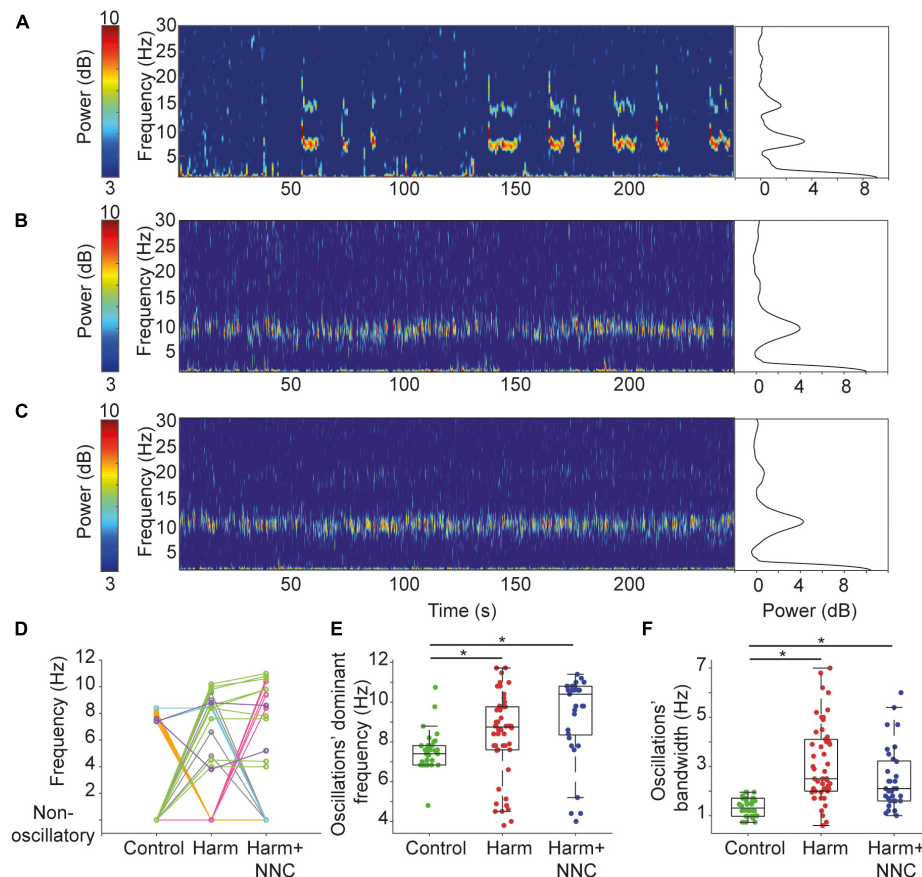 A
10
Power (dB)
3
Frequency (Hz)
30
25
20
15
10
5
50
100
150
200
0
4
8
B
10
Power (dB)
3
Frequency (Hz)
30
25
20
15
10
5
50
100
150
200
0
4
8
C
10
Power (dB)
3
Frequency (Hz)
30
25
20
15
10
5
50
100
150
200
Time (s)
0
4
8
Power (dB)
D
Frequency (Hz)
12
10
8
6
4
2
Non-
oscillatory
Control
Harm
Harm+
NNC
E
Oscillations' dominant
frequency (Hz)
12
10
8
6
4
*
*
Control
Harm
Harm+
NNC
F
Oscillations'
bandwidth (Hz)
7
5
3
1
*
*
Control
Harm
Harm+
NNC